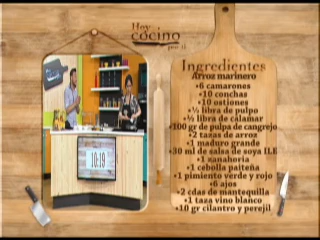 Hoy
cocino
por ti
Ingredientes
Arroz marinero
•6 camarones
•10 conchas
•10 ostiones
•½ libra de pulpo
•½ libra de calamar
•100 gr de pulpa de cangrejo
•2 tazas de arroz
•1 maduro grande
•30 ml de salsa de soya ILE
•1 zanahoria
•1 cebolla paiteña
•1 pimiento verde y rojo
•6 ajos
•2 cdas de mantequilla
•1 taza vino blanco
•10 gr cilantro y perejil
10:19